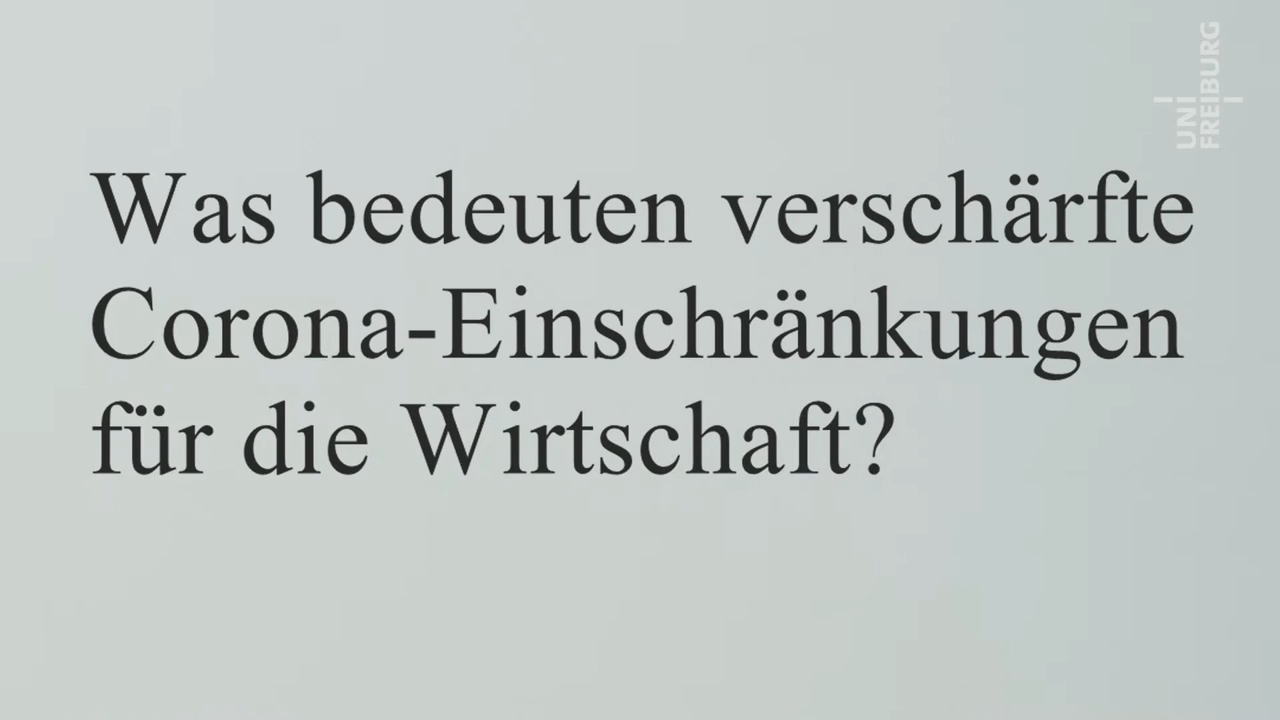 UNI
FREIBURG
Was bedeuten verschärfte
Corona-Einschränkungen
für die Wirtschaft?